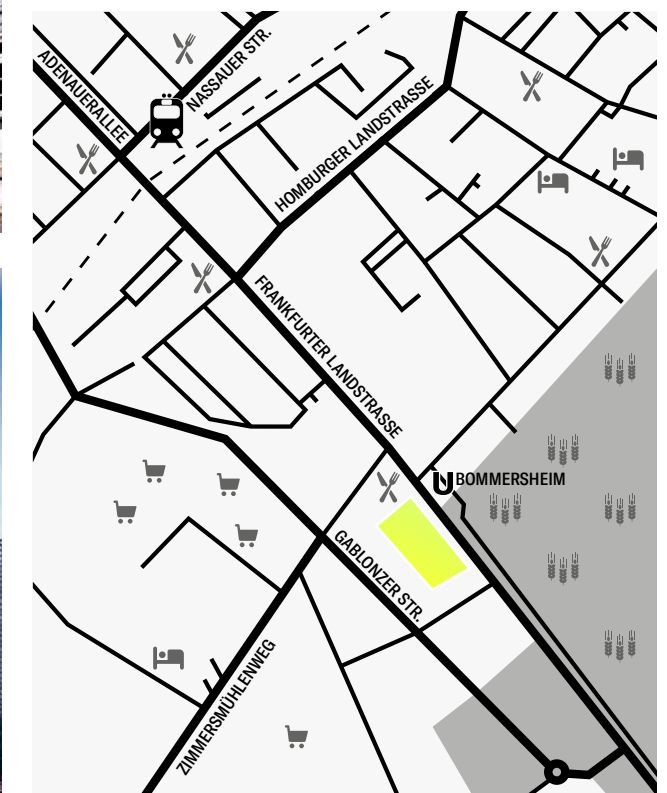 NASSAUER STR.
ADENAUERALLEE
HOMBURGER LANDSTRASSE
FRANKFURTER LANDSTRASSE
U BOMMERSHEIM
GABLONZER STR.
ZIMMERSMÜHLENWEG